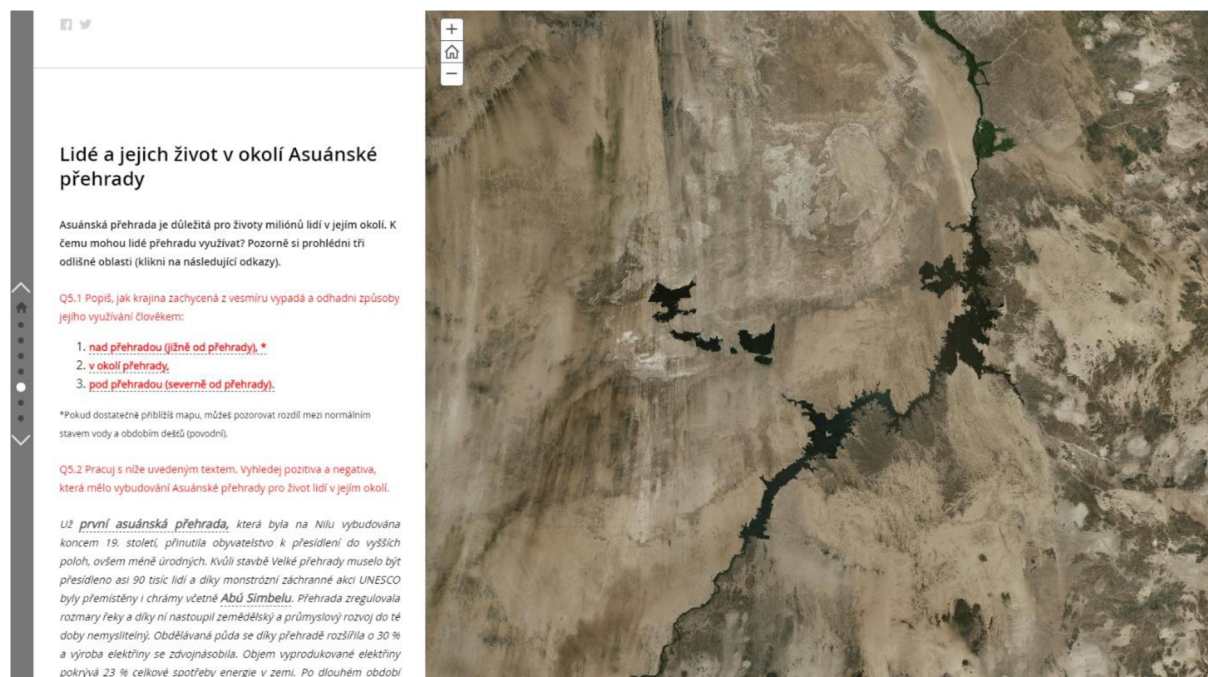 Lidé a jejich život v okolí Asuánské
přehrady
Asuánská přehrada je důležitá pro životy miliónů lidí v jejím okolí. K
čemu mohou lidé přehradu využívat? Pozorně si prohlédni tři
odlišné oblasti (klikni na následující odkazy).
Q5.1 Popiš, jak krajina zachycená z vesmíru vypadá a odhadni způsoby
jejího využívání člověkem:
1. nad přehradou (jižně od přehrady), *
2. v okolí přehrady,
3. pod přehradou (severně od přehrady).
*Pokud dostatečně přiblížíš mapu, můžeš pozorovat rozdíl mezi normálním
stavem vody a obdobím dešťů (povodní).
Q5.2 Pracuj s níže uvedeným textem. Vyhledej pozitiva a negativa,
která mělo vybudování Asuánské přehrady pro život lidí v jejím okolí.
Už první asuánská přehrada, která byla na Nilu vybudována
koncem 19. století, přinutila obyvatelstvo k přesídlení do vyšších
poloh, ovšem méně úrodných. Kvůli stavbě Velké přehrady muselo být
přesídleno asi 90 tisíc lidí a díky monstrózní záchranné akci UNESCO
byly přemístěny i chrámy včetně Abú Simbelu. Přehrada zregulovala
rozmary řeky a díky ní nastoupil zemědělský a průmyslový rozvoj do té
doby nemyslitelný. Obdělávaná půda se díky přehradě rozšířila o 30 %
a výroba elektřiny se zdvojnásobila. Objem vyprodukované elektřiny
pokrývá 23 % celkové spotřeby energie v zemi. Po dlouhém období